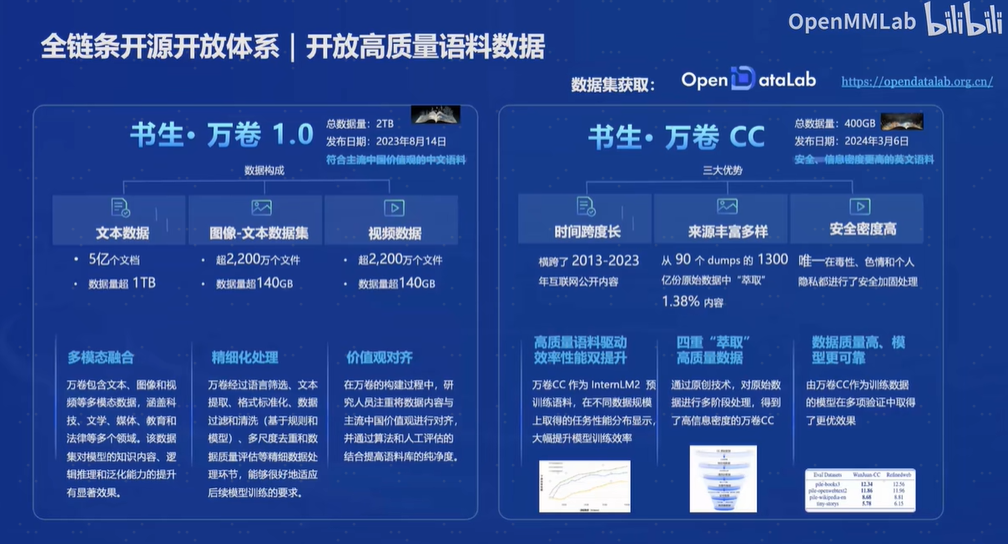 OpenMMLab bilibili
全链条开源开放体系 | 开放高质量语料数据
数据集获取：
OpenDataLab
https://opendatalab.org.cn/
书生·万卷 1.0
总数据量：2TB
发布日期：2023年8月14日
符合主流中国价值观的中文语料
数据构成
文本数据
图像-文本数据集
视频数据
• 5亿个文档
• 数据量超 1TB
• 超2,200万个文件
• 数据量超140GB
• 超2,200万个文件
• 数据量超140GB
多模态融合
万卷包含文本、图像和视
频等多模态数据，涵盖科
技、文学、媒体、教育和
法律等多个领域。该数据
集对模型的知识内容、逻
辑推理和泛化能力的提升
有显著效果。
精细化处理
万卷经过语言筛选、文本
提取、格式标准化、数据
过滤和清洗（基于规则和
模型）、多尺度去重和数
据质量评估等精细数据处
理环节，能够很好地适应
后续模型训练的要求。
价值观对齐
在万卷的构建过程中，研
究人员注重将数据内容与
主流中国价值观进行对齐，
并通过算法和人工评估的
结合提高语料库的纯净度。
书生·万卷 CC
总数据量：400GB
发布日期：2024年3月6日
安全、信息密度更高的英文语料
三大优势
时间跨度长
来源丰富多样
安全密度高
横跨了 2013-2023
年互联网公开内容
从 90 个 dumps 的 1300
亿份原始数据中“萃取”
1.38% 内容
唯一在毒性、色情和个人
隐私都进行了安全加固处理
高质量语料驱动
效率性能双提升
万卷CC 作为 InternLM2 预
训练语料，在不同数据规模
上取得的任务性能分布显示，
大幅提升模型训练效率
四重“萃取”
高质量数据
通过原创技术，对原始数
据进行多阶段处理，得到
了高信息密度的万卷CC
数据质量高、模
型更可靠
由万卷CC作为训练数据
的模型在多项验证中取得
了更优效果
Eval Datasets Wanjuan CC Refinedweb
pile-books3 12.34 12.56
pile-openwebtext2 11.86 11.96
pile-wikipedia-en 8.68 8.81
tiny-storys 5.78 6.15